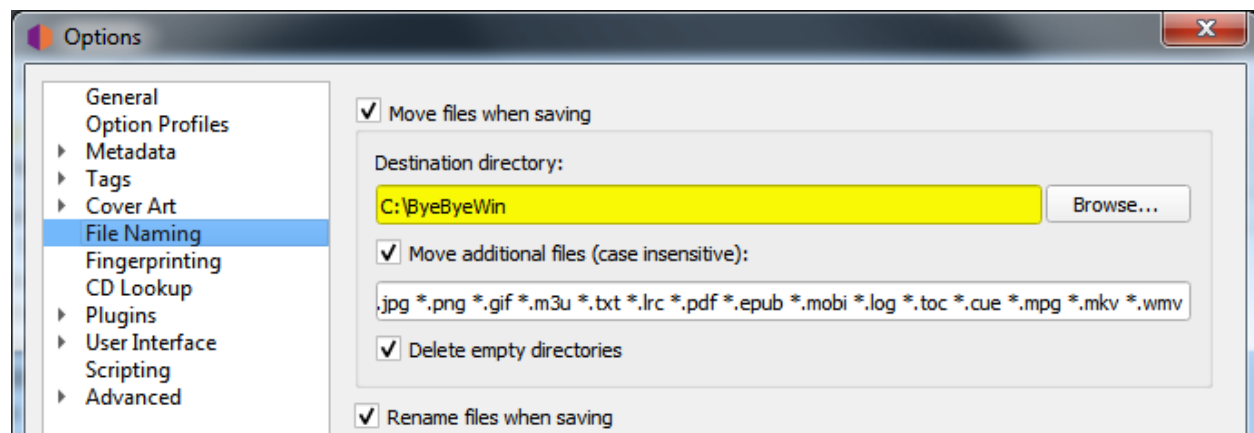 Options
General
Option Profiles
Metadata
Tags
Cover Art
File Naming
Fingerprinting
CD Lookup
Plugins
User Interface
Scripting
Advanced
Move files when saving
Destination directory:
C:\ByeByeWin
Browse...
Move additional files (case insensitive):
.jpg *.png *.gif *.m3u *.txt *.lrc *.pdf *.epub *.mobi *.log *.toc *.cue *.mpg *.mkv *.wmv
Delete empty directories
Rename files when saving